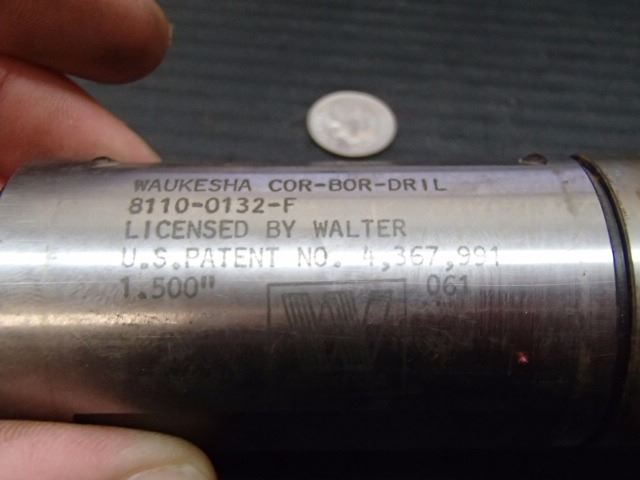 WAUKESHA COR-BOR-DRIL
8110-0132-F
LICENSED BY WALTER
U.S.PATENT NO. 4,367,991
1.500" 061
W